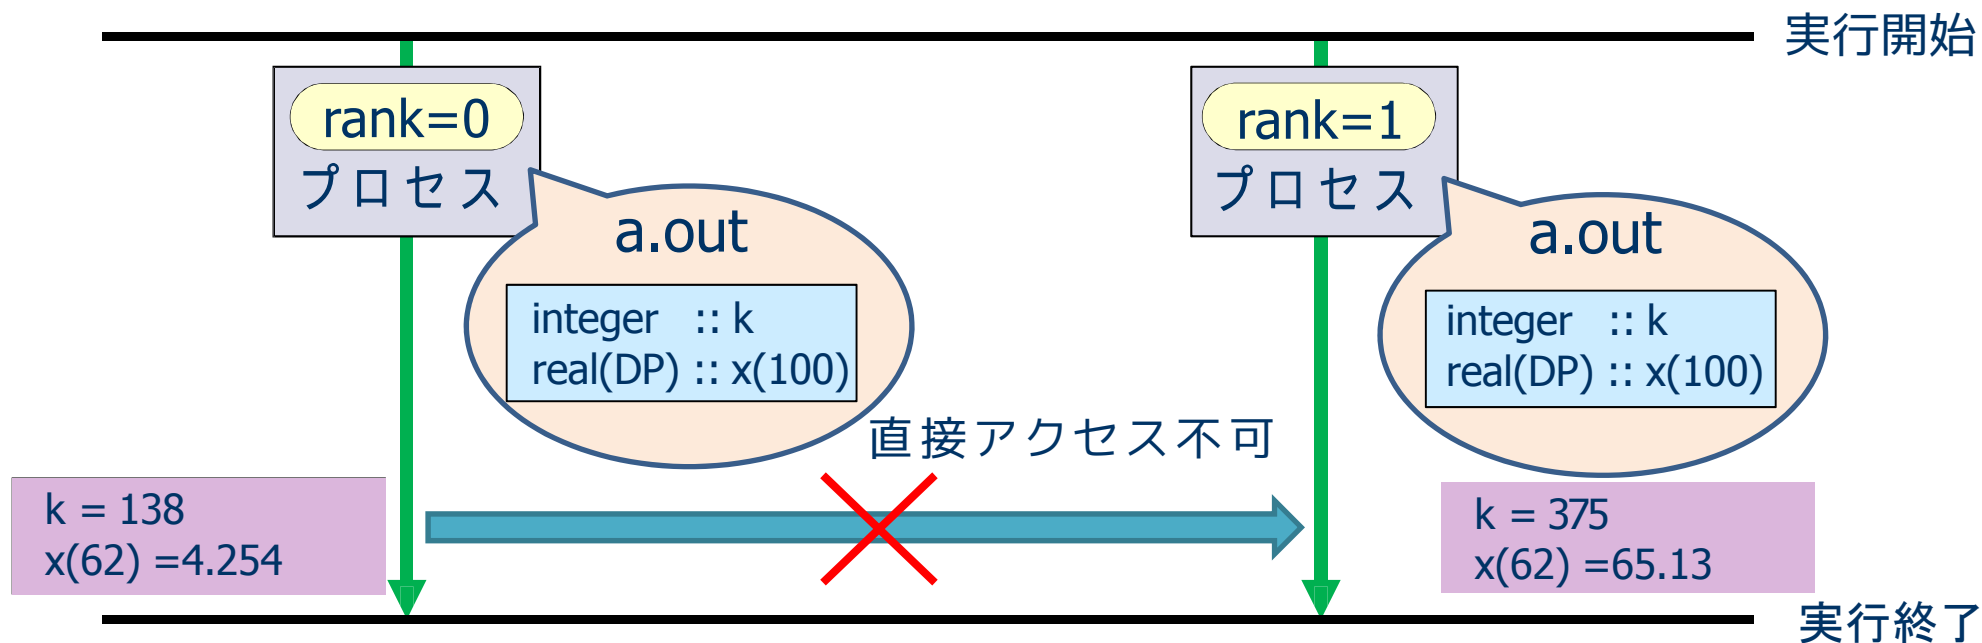 実行開始
rank=0
プロセス
a.out
integer :: k
real(DP) :: x(100)
rank=1
プロセス
a.out
integer :: k
real(DP) :: x(100)
直接アクセス不可
k = 138
x(62) =4.254
k = 375
x(62) =65.13
実行終了